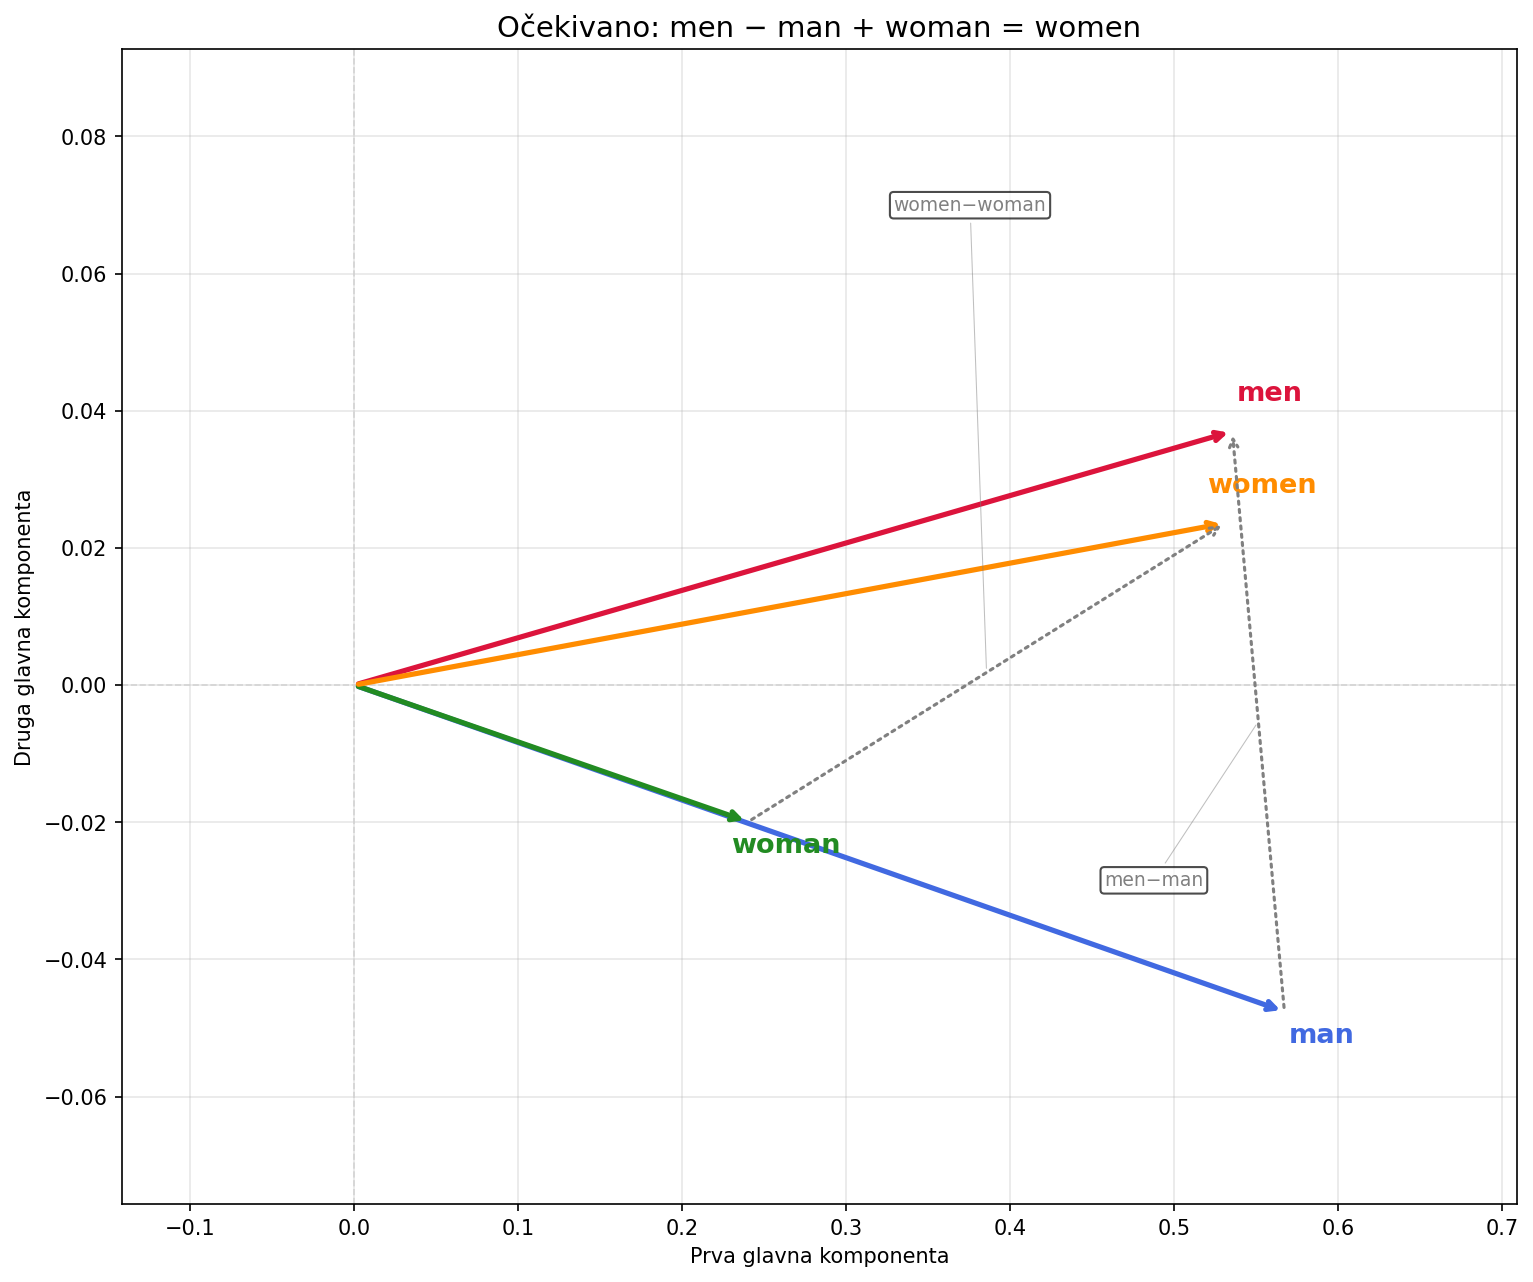 Očekivano: men − man + woman = women
Druga glavna komponenta
0.08
0.06
0.04
0.02
0.00
−0.02
−0.04
−0.06
women−woman
men
women
woman
men−man
man
−0.1
0.0
0.1
0.2
0.3
0.4
0.5
0.6
0.7
Prva glavna komponenta